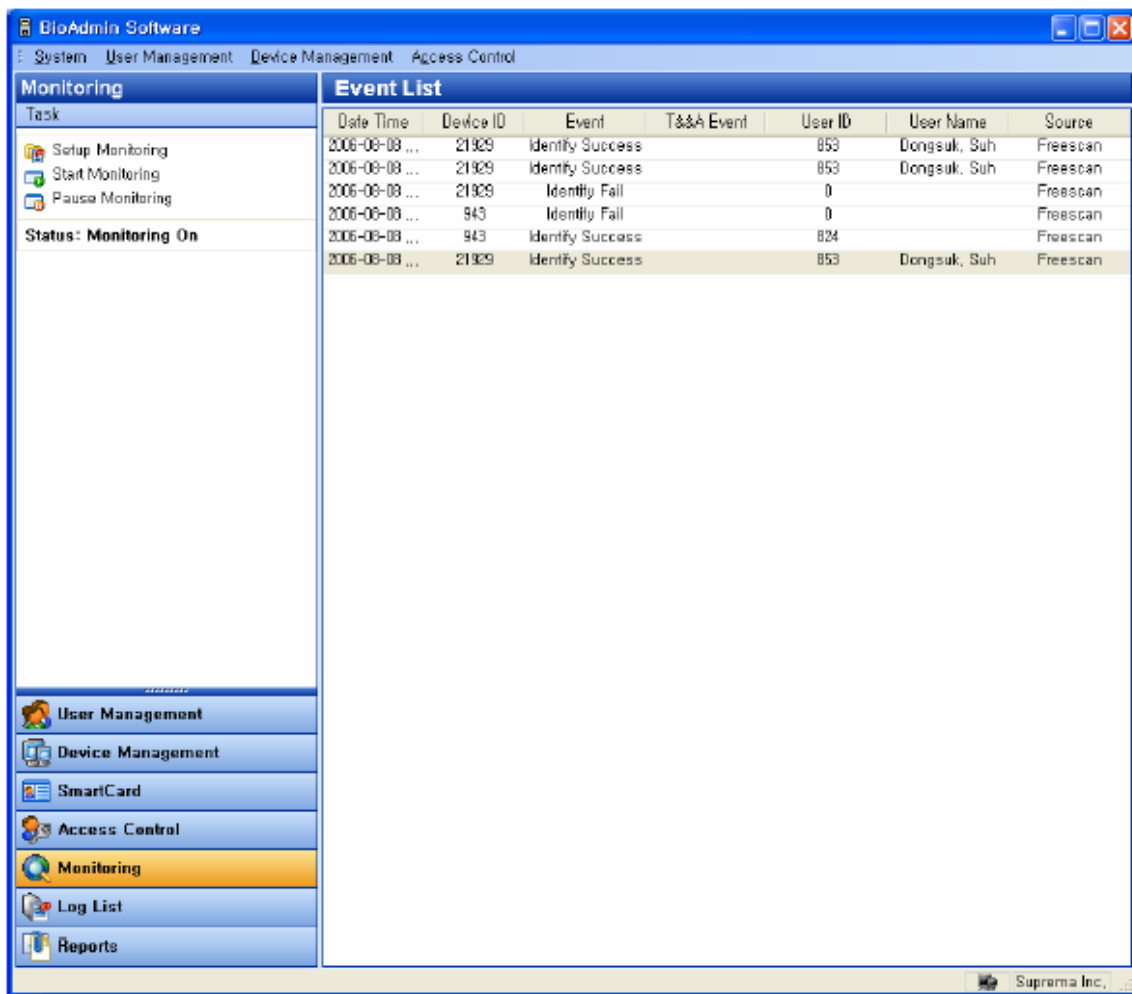 BioAdmin Software
System User Management Device Management Access Control
Monitoring
Task
Setup Monitoring
Start Monitoring
Pause Monitoring
Status: Monitoring On
Event List
Date Time Device ID Event T&&A Event User ID User Name Source
2006-08-08 ... 21929 Identify Success 853 Dongsuk, Suh Freescan
2006-08-08 ... 21929 Identify Success 853 Dongsuk, Suh Freescan
2006-08-08 ... 21929 Identify Fail 0 Freescan
2006-08-08 ... 943 Identify Fail 0 Freescan
2006-08-08 ... 943 Identify Success 824 Freescan
2006-08-08 ... 21929 Identify Success 853 Dongsuk, Suh Freescan
User Management
Device Management
SmartCard
Access Control
Monitoring
Log List
Reports
Suprema Inc,